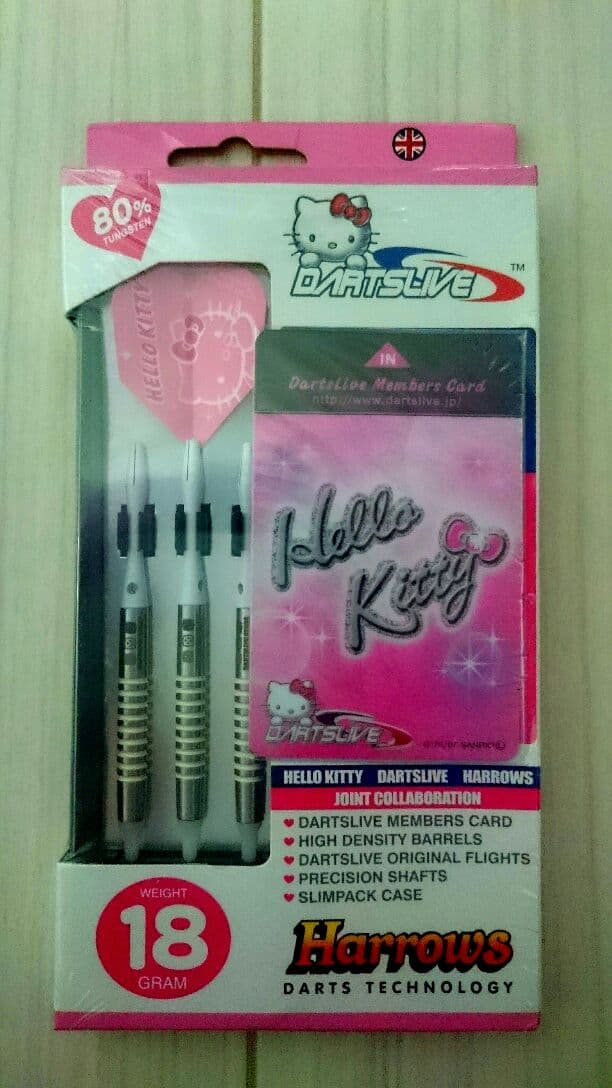 80%
TUNGSTEN
DARTSLIVE TM
HELLO KITTY
IN
DartsLive Members Card
http://www.dartslive.jp/
Hello
Kitty
DARTSLIVE
HELLO KITTY DARTSLIVE HARROWS
JOINT COLLABORATION
DARTSLIVE MEMBERS CARD
HIGH DENSITY BARRELS
DARTSLIVE ORIGINAL FLIGHTS
PRECISION SHAFTS
SLIMPACK CASE
WEIGHT
18
GRAM
Harrows
DARTS TECHNOLOGY